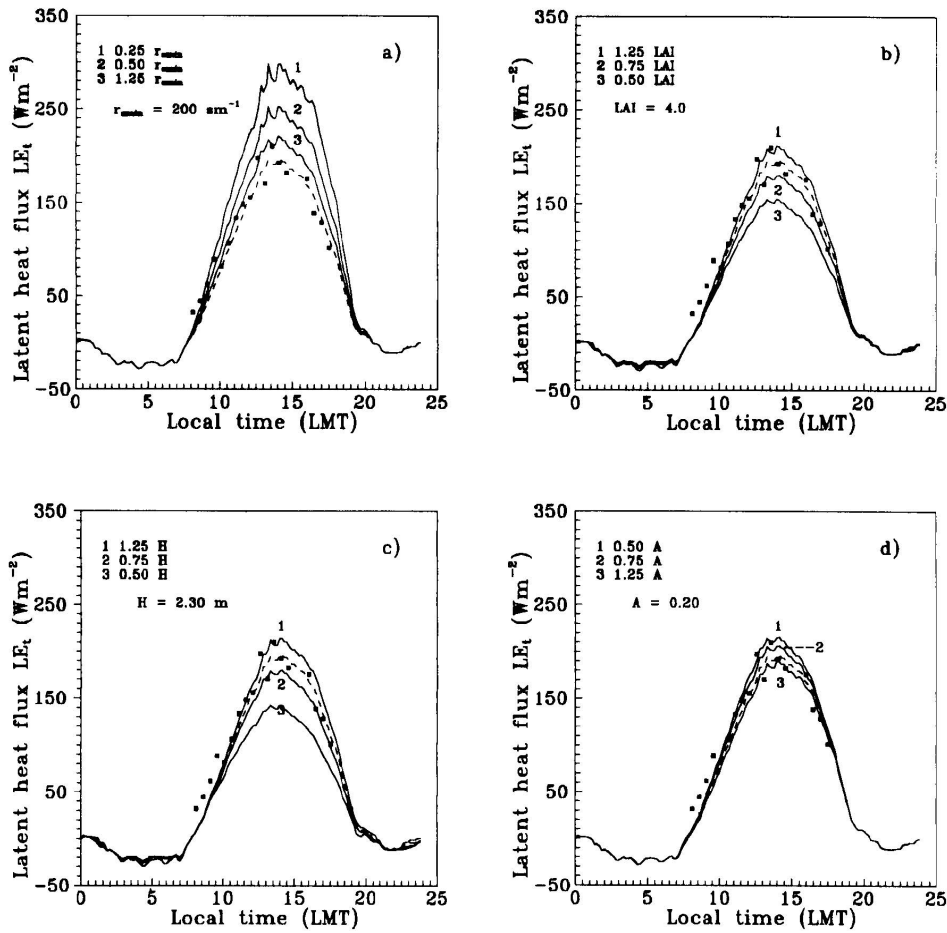 a)
1 0.25 r
2 0.50 r
3 1.25 r
= 200 sm⁻¹
1
2
3
350
250
150
50
-50
Latent heat flux LEₜ (Wm⁻²)
0 5 10 15 20 25
Local time (LMT)
b)
1 1.25 LAI
2 0.75 LAI
3 0.50 LAI
LAI = 4.0
1
2
3
350
250
150
50
-50
Latent heat flux LEₜ (Wm⁻²)
0 5 10 15 20 25
Local time (LMT)
c)
1 1.25 H
2 0.75 H
3 0.50 H
H = 2.30 m
1
2
3
350
250
150
50
-50
Latent heat flux LEₜ (Wm⁻²)
0 5 10 15 20 25
Local time (LMT)
d)
1 0.50 A
2 0.75 A
3 1.25 A
A = 0.20
1
2
3
350
250
150
50
-50
Latent heat flux LEₜ (Wm⁻²)
0 5 10 15 20 25
Local time (LMT)